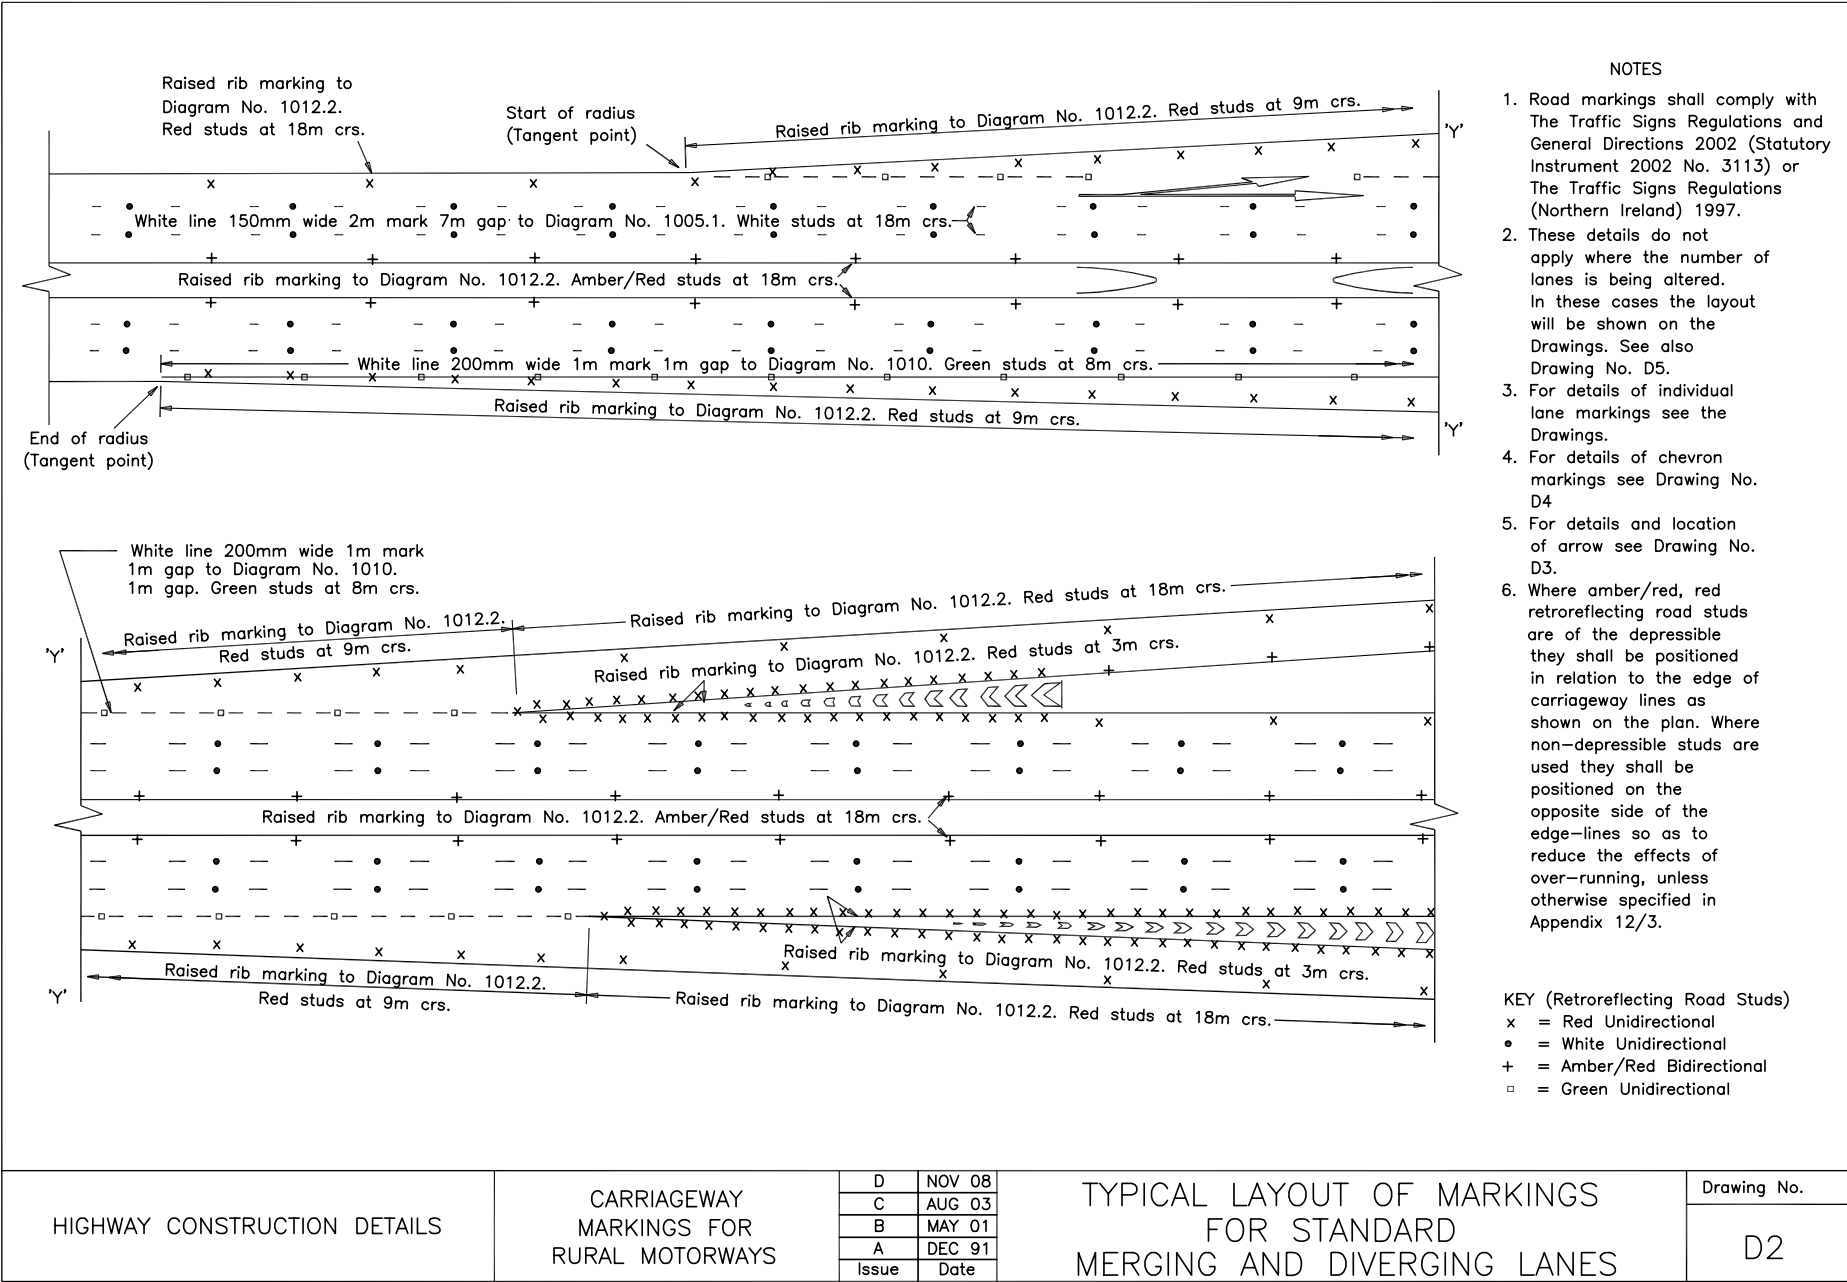 Raised rib marking to
Diagram No. 1012.2.
Red studs at 18m crs.
Start of radius
(Tangent point)
Raised rib marking to Diagram No. 1012.2. Red studs at 9m crs.
'Y'
White line 150mm wide 2m mark 7m gap to Diagram No. 1005.1. White studs at 18m crs.
Raised rib marking to Diagram No. 1012.2. Amber/Red studs at 18m crs.
White line 200mm wide 1m mark 1m gap to Diagram No. 1010. Green studs at 8m crs.
Raised rib marking to Diagram No. 1012.2. Red studs at 9m crs.
'Y'
End of radius
(Tangent point)
White line 200mm wide 1m mark
1m gap to Diagram No. 1010.
1m gap. Green studs at 8m crs.
'Y'
Raised rib marking to Diagram No. 1012.2.
Red studs at 9m crs.
Raised rib marking to Diagram No. 1012.2. Red studs at 18m crs.
Raised rib marking to Diagram No. 1012.2. Red studs at 3m crs.
Raised rib marking to Diagram No. 1012.2. Amber/Red studs at 18m crs.
Raised rib marking to Diagram No. 1012.2. Red studs at 3m crs.
'Y'
Raised rib marking to Diagram No. 1012.2.
Red studs at 9m crs.
Raised rib marking to Diagram No. 1012.2. Red studs at 18m crs.
NOTES
1. Road markings shall comply with
The Traffic Signs Regulations and
General Directions 2002 (Statutory
Instrument 2002 No. 3113) or
The Traffic Signs Regulations
(Northern Ireland) 1997.
2. These details do not
apply where the number of
lanes is being altered.
In these cases the layout
will be shown on the
Drawings. See also
Drawing No. D5.
3. For details of individual
lane markings see the
Drawings.
4. For details of chevron
markings see Drawing No.
D4
5. For details and location
of arrow see Drawing No.
D3.
6. Where amber/red, red
retroreflecting road studs
are of the depressible
they shall be positioned
in relation to the edge of
carriageway lines as
shown on the plan. Where
non-depressible studs are
used they shall be
positioned on the
opposite side of the
edge-lines so as to
reduce the effects of
over-running, unless
otherwise specified in
Appendix 12/3.
KEY (Retroreflecting Road Studs)
x = Red Unidirectional
● = White Unidirectional
+ = Amber/Red Bidirectional
□ = Green Unidirectional
HIGHWAY CONSTRUCTION DETAILS
CARRIAGEWAY
MARKINGS FOR
RURAL MOTORWAYS
D NOV 08
C AUG 03
B MAY 01
A DEC 91
Issue Date
TYPICAL LAYOUT OF MARKINGS
FOR STANDARD
MERGING AND DIVERGING LANES
Drawing No.
D2